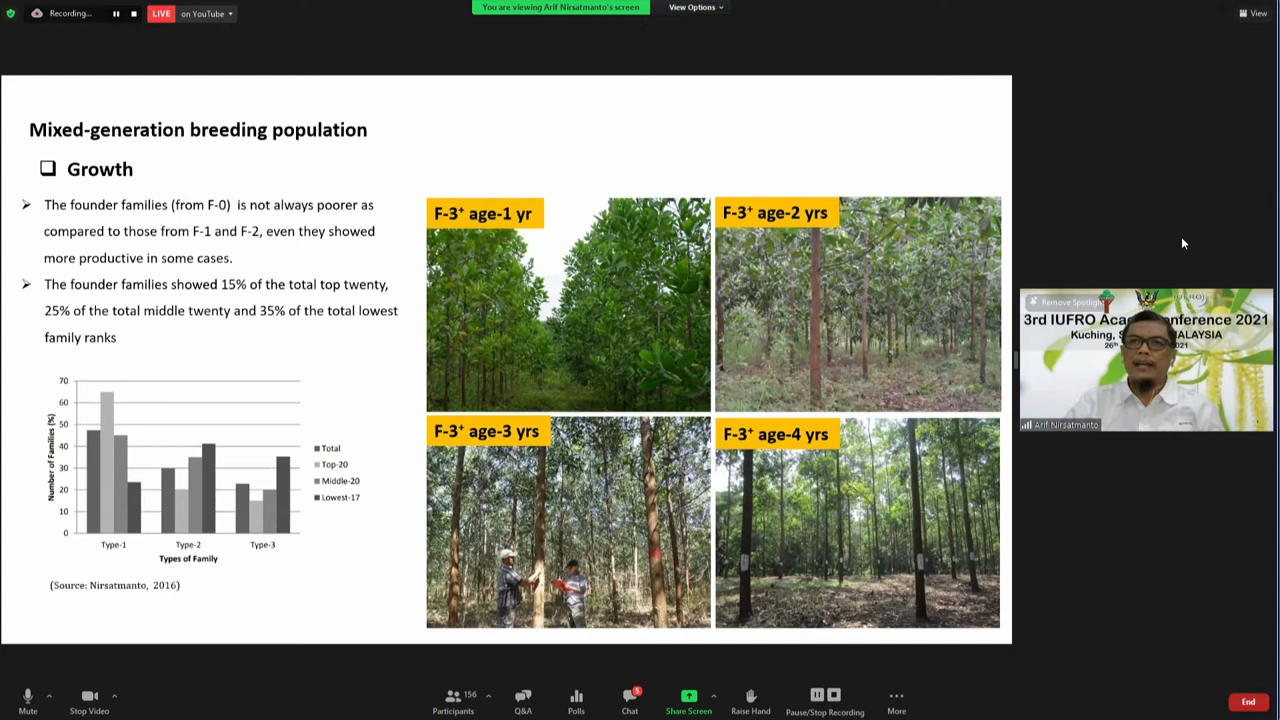 Recording...
LIVE on YouTube
You are viewing Arif Nirsatmanto's screen
View Options
View
Mixed-generation breeding population
Growth
The founder families (from F-0) is not always poorer as
compared to those from F-1 and F-2, even they showed
more productive in some cases.
The founder families showed 15% of the total top twenty,
25% of the total middle twenty and 35% of the total lowest
family ranks
70
60
50
40
30
20
10
0
Number of Families (%)
Type-1 Type-2 Type-3
Types of Family
Total
Top-20
Middle-20
Lowest-17
(Source: Nirsatmanto, 2016)
F-3⁺ age-1 yr
F-3⁺ age-2 yrs
F-3⁺ age-3 yrs
F-3⁺ age-4 yrs
Remove Spotlight
3rd IUFRO Conference 2021
Kuching,
26th 2021
Arif Nirsatmanto
Mute
Stop Video
156
Participants
Q&A
Polls
5
Chat
Share Screen
Raise Hand
Pause/Stop Recording
More
End